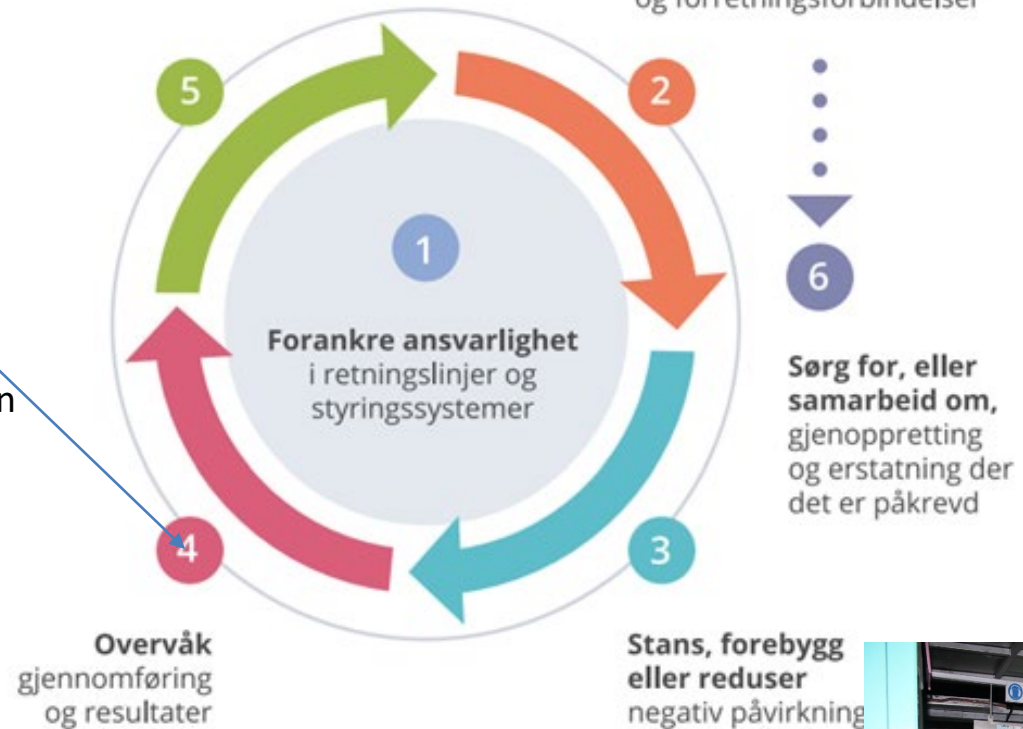 og forretningsforbindelser
5
2
1
6
Forankre ansvarlighet
i retningslinjer og
styringssystemer
Sørg for, eller
samarbeid om,
gjenoppretting
og erstatning der
det er påkrevd
n
4
3
Overvåk
gjennomføring
og resultater
Stans, forebygg
eller reduser
negativ påvirkning